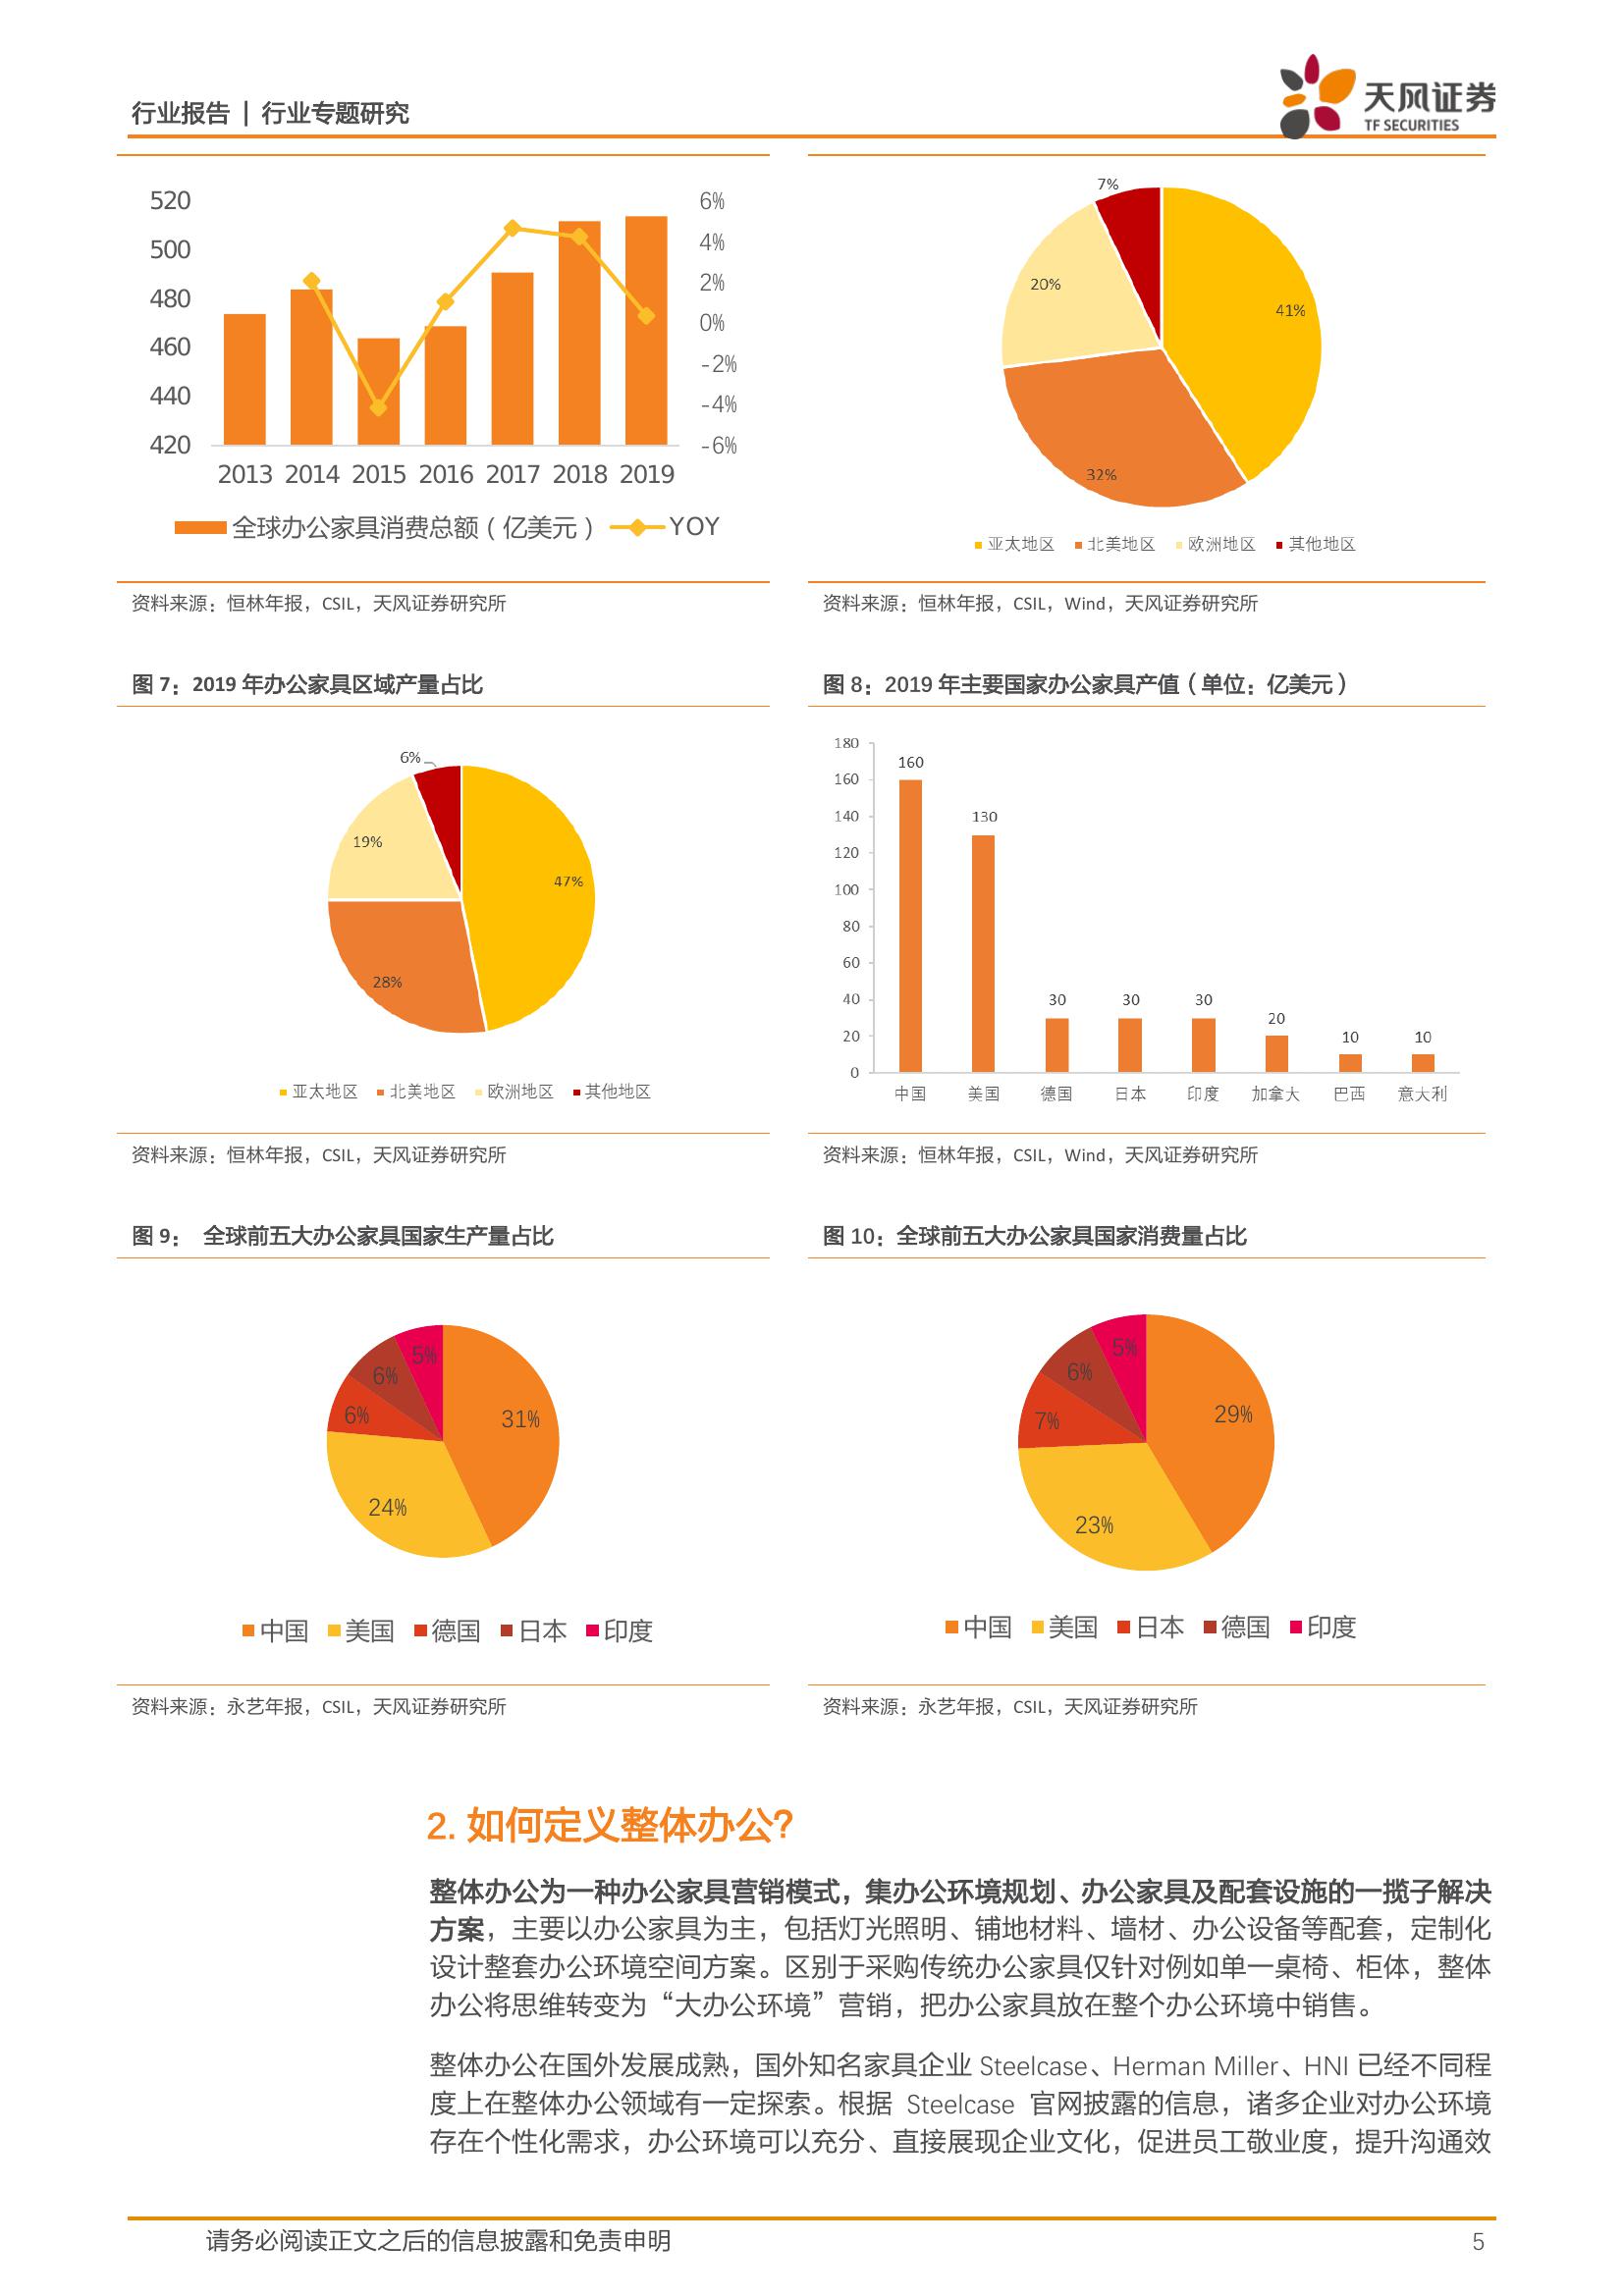 行业报告 | 行业专题研究
天风证券
TF SECURITIES
520
500
480
460
440
420
6%
4%
2%
0%
-2%
-4%
-6%
2013 2014 2015 2016 2017 2018 2019
全球办公家具消费总额（亿美元） YOY
7%
20%
41%
32%
亚太地区 北美地区 欧洲地区 其他地区
资料来源：恒林年报，CSIL，天风证券研究所
资料来源：恒林年报，CSIL，Wind，天风证券研究所
图 7：2019 年办公家具区域产量占比
6%
19%
47%
28%
亚太地区 北美地区 欧洲地区 其他地区
图 8：2019 年主要国家办公家具产值（单位：亿美元）
180
160
140
120
100
80
60
40
20
0
160
130
30
30
30
20
10
10
中国 美国 德国 日本 印度 加拿大 巴西 意大利
资料来源：恒林年报，CSIL，天风证券研究所
资料来源：恒林年报，CSIL，Wind，天风证券研究所
图 9： 全球前五大办公家具国家生产量占比
5%
6%
6%
31%
24%
中国 美国 德国 日本 印度
图 10：全球前五大办公家具国家消费量占比
5%
6%
7%
29%
23%
中国 美国 日本 德国 印度
资料来源：永艺年报，CSIL，天风证券研究所
资料来源：永艺年报，CSIL，天风证券研究所
2. 如何定义整体办公？
整体办公为一种办公家具营销模式，集办公环境规划、办公家具及配套设施的一揽子解决
方案，主要以办公家具为主，包括灯光照明、铺地材料、墙材、办公设备等配套，定制化
设计整套办公环境空间方案。区别于采购传统办公家具仅针对例如单一桌椅、柜体，整体
办公将思维转变为“大办公环境”营销，把办公家具放在整个办公环境中销售。
整体办公在国外发展成熟，国外知名家具企业 Steelcase、Herman Miller、HNI 已经不同程
度上在整体办公领域有一定探索。根据 Steelcase 官网披露的信息，诸多企业对办公环境
存在个性化需求，办公环境可以充分、直接展现企业文化，促进员工敬业度，提升沟通效
请务必阅读正文之后的信息披露和免责申明
5